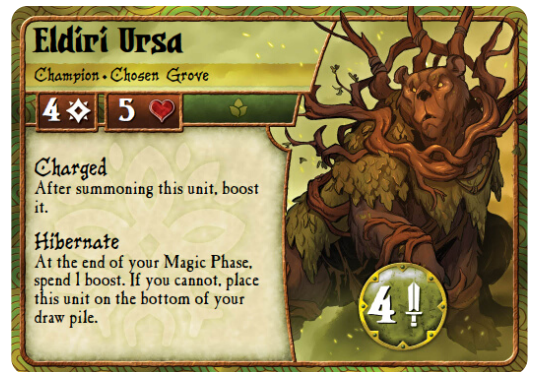 Eldiri Ursa
Champion • Chosen Grove
4 5
Charged
After summoning this unit, boost
it.
Hibernate
At the end of your Magic Phase,
spend 1 boost. If you cannot, place
this unit on the bottom of your
draw pile.
4